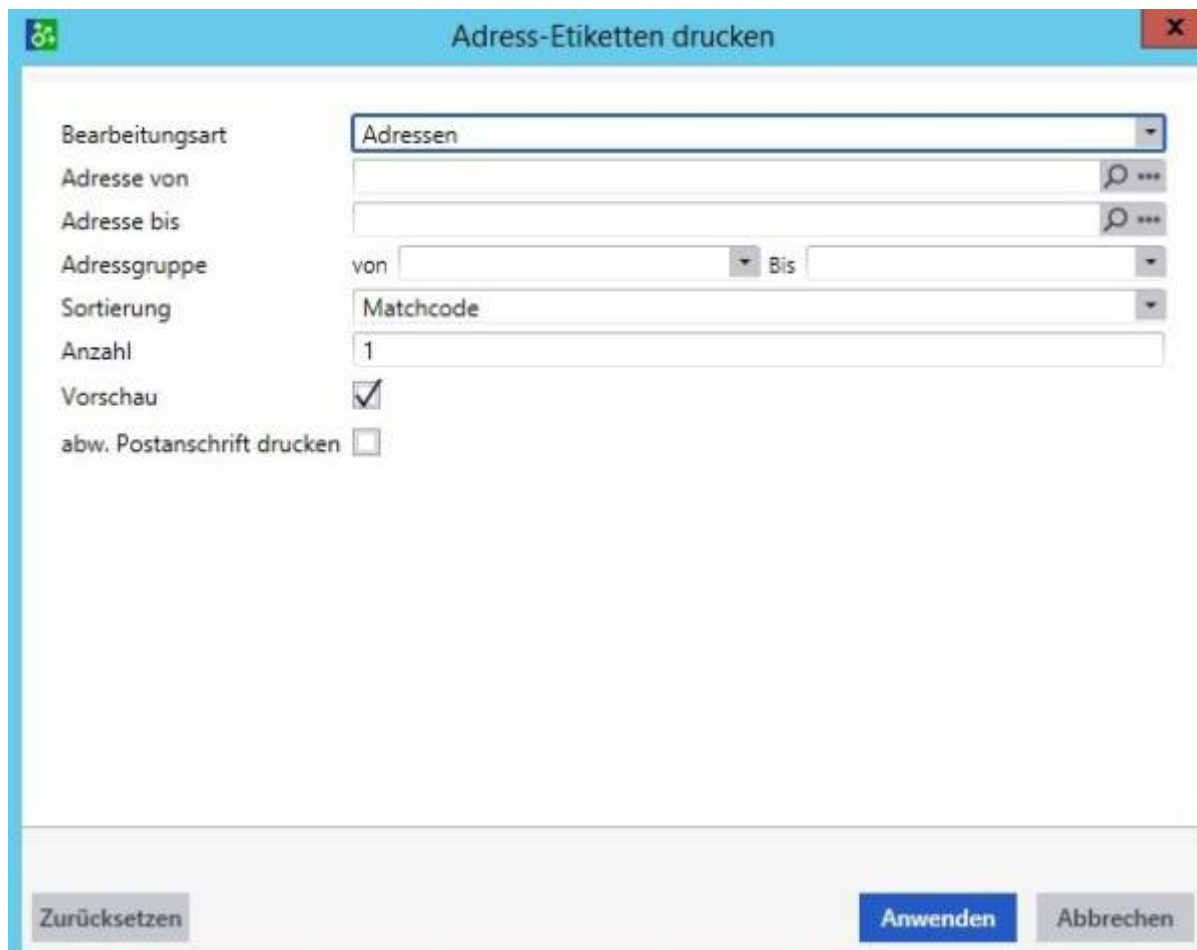 Adress-Etiketten drucken
Bearbeitungsart Adressen
Adresse von
Adresse bis
Adressgruppe von Bis
Sortierung Matchcode
Anzahl 1
Vorschau
abw. Postanschrift drucken
Zurücksetzen Anwenden Abbrechen